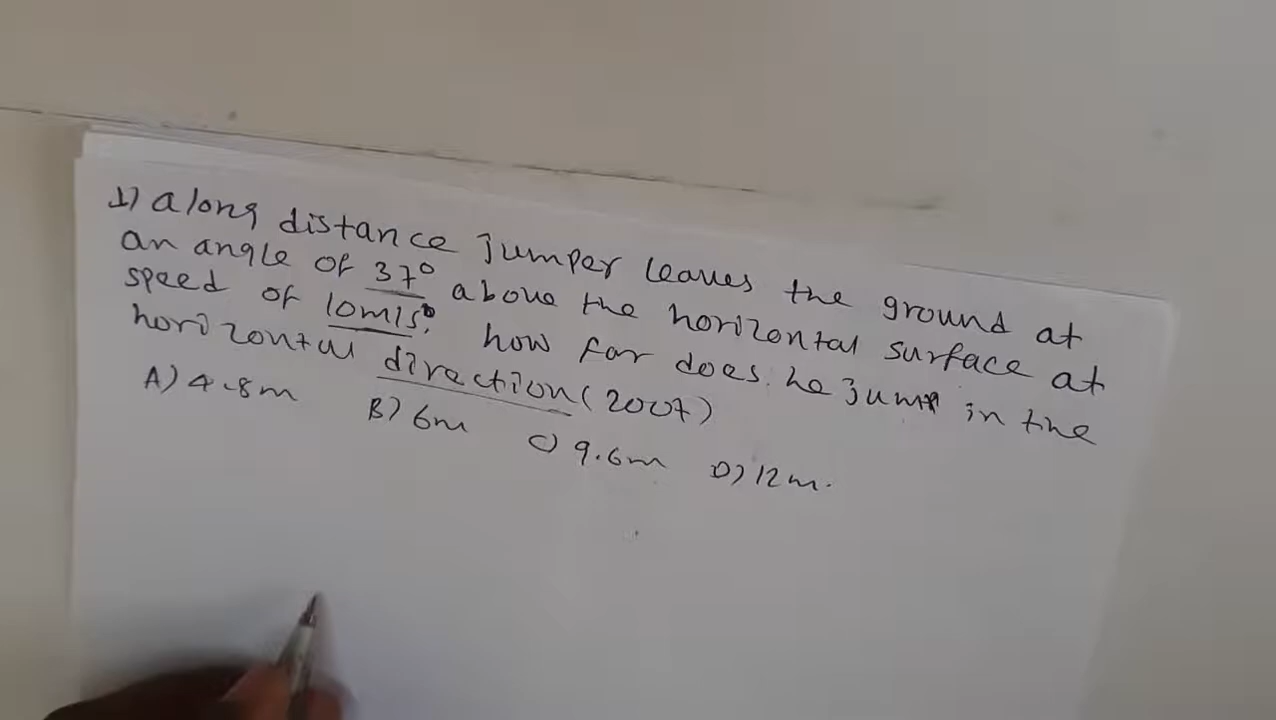 1) a long distance jumper leaves the ground at
an angle of 37° above the horizontal surface at
speed of 10m/s, how far does he jump in the
horizontal direction (2007)
A) 4.8m B) 6m C) 9.6m D) 12m.